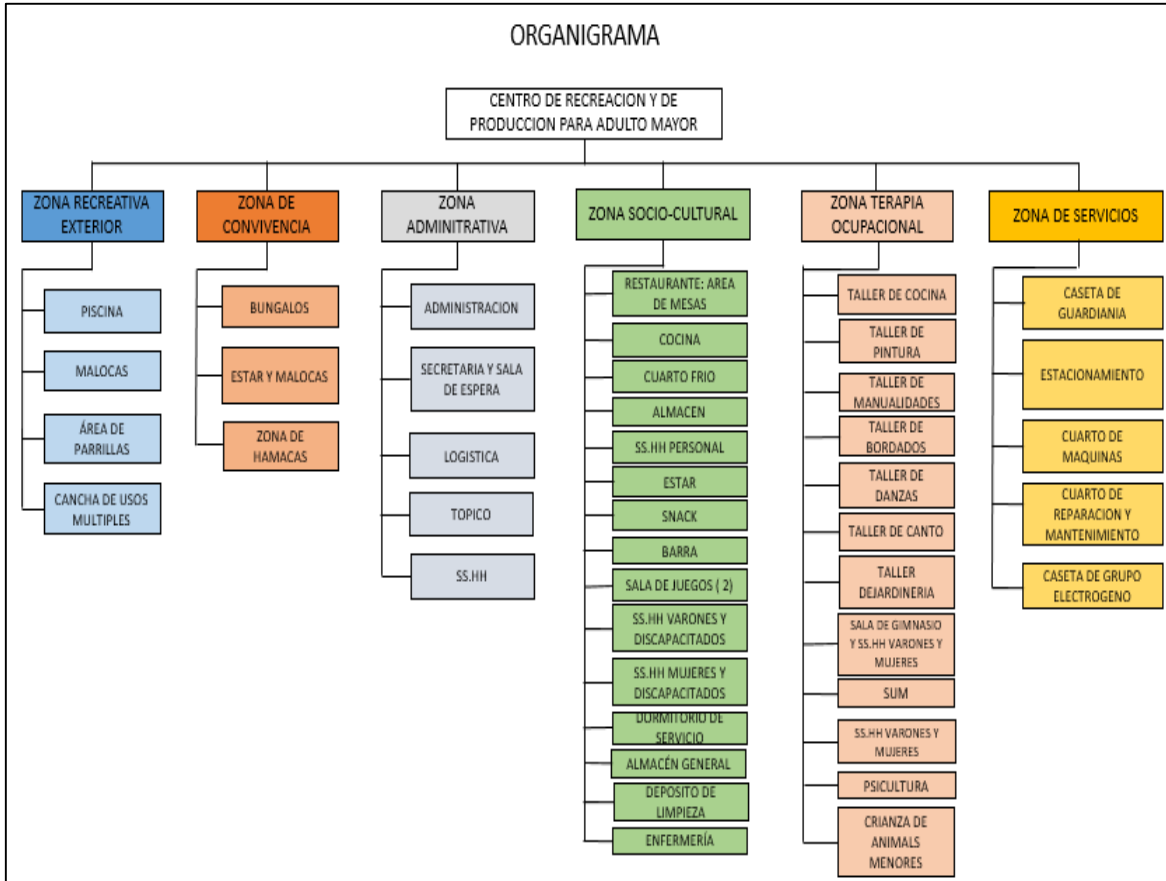 ORGANIGRAMA
CENTRO DE RECREACION Y DE
PRODUCCION PARA ADULTO MAYOR
ZONA RECREATIVA
EXTERIOR
PISCINA
MALOCAS
ÁREA DE
PARRILLAS
CANCHA DE USOS
MULTIPLES
ZONA DE
CONVIVENCIA
BUNGALOS
ESTAR Y MALOCAS
ZONA DE
HAMACAS
ZONA
ADMINITRATIVA
ADMINISTRACION
SECRETARIA Y SALA
DE ESPERA
LOGISTICA
TOPICO
SS.HH
ZONA SOCIO-CULTURAL
RESTAURANTE: AREA
DE MESAS
COCINA
CUARTO FRIO
ALMACEN
SS.HH PERSONAL
ESTAR
SNACK
BARRA
SALA DE JUEGOS ( 2)
SS.HH VARONES Y
DISCAPACITADOS
SS.HH MUJERES Y
DISCAPACITADOS
DORMITORIO DE
SERVICIO
ALMACÉN GENERAL
DEPOSITO DE
LIMPIEZA
ENFERMERÍA
ZONA TERAPIA
OCUPACIONAL
TALLER DE COCINA
TALLER DE
PINTURA
TALLER DE
MANUALIDADES
TALLER DE
BORDADOS
TALLER DE
DANZAS
TALLER DE CANTO
TALLER
DEJARDINERIA
SALA DE GIMNASIO
Y SS.HH VARONES Y
MUJERES
SUM
SS.HH VARONES Y
MUJERES
PSICULTURA
CRIANZA DE
ANIMALS
MENORES
ZONA DE SERVICIOS
CASETA DE
GUARDIANIA
ESTACIONAMIENTO
CUARTO DE
MAQUINAS
CUARTO DE
REPARACION Y
MANTENIMIENTO
CASETA DE GRUPO
ELECTROGENO